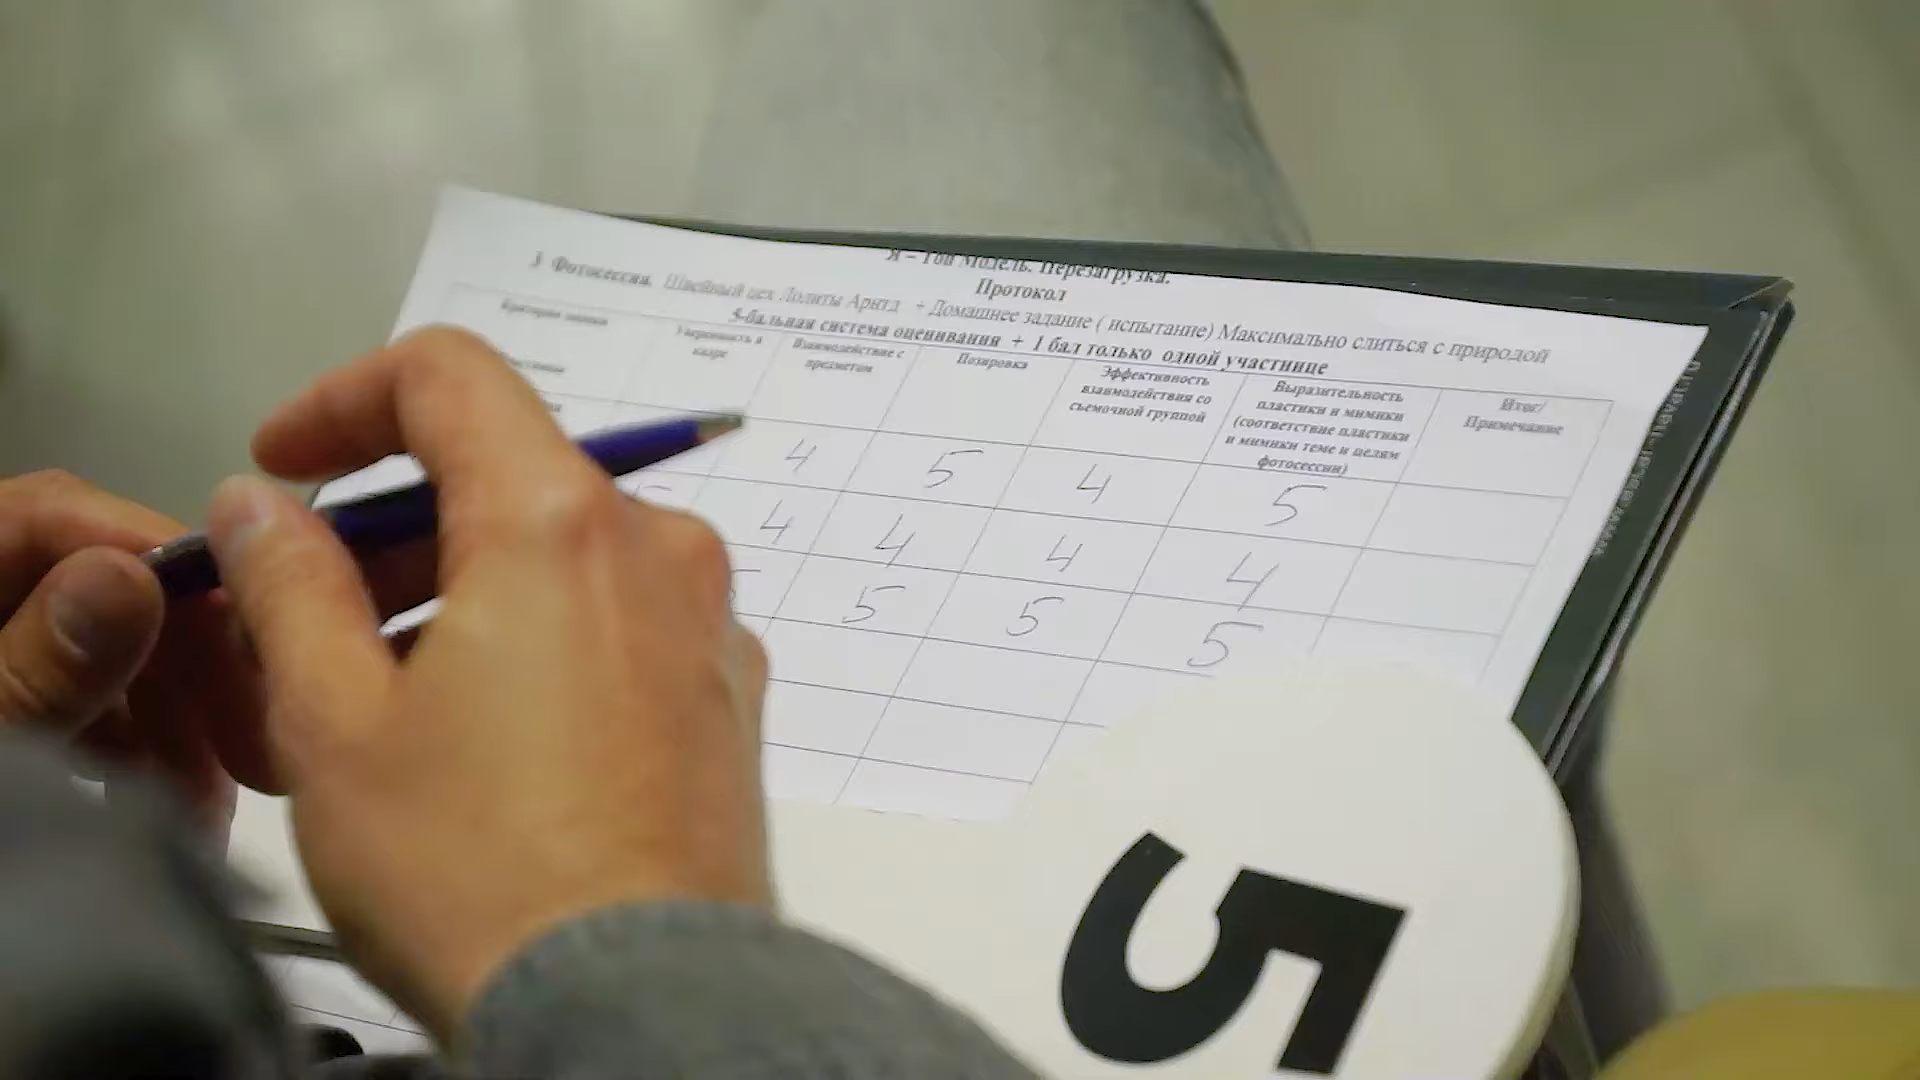 Я – Топ Модель. Перезагрузка.
Протокол
3 Фотосессия. Швейный цех Лолиты Арнтд + Домашнее задание ( испытание) Максимально слиться с природой
5-бальная система оценивания + 1 бал только одной участнице
Критерии оценки
Уверенность в кадре
Взаимодействие с предметом
Позировка
Эффективность взаимодействия со съемочной группой
Выразительность пластики и мимики (соответствие пластики и мимики теме и целям фотосессии)
Итог/ Примечание
4 5 4 5
5 4 4 4 4
5 5 5 5
5